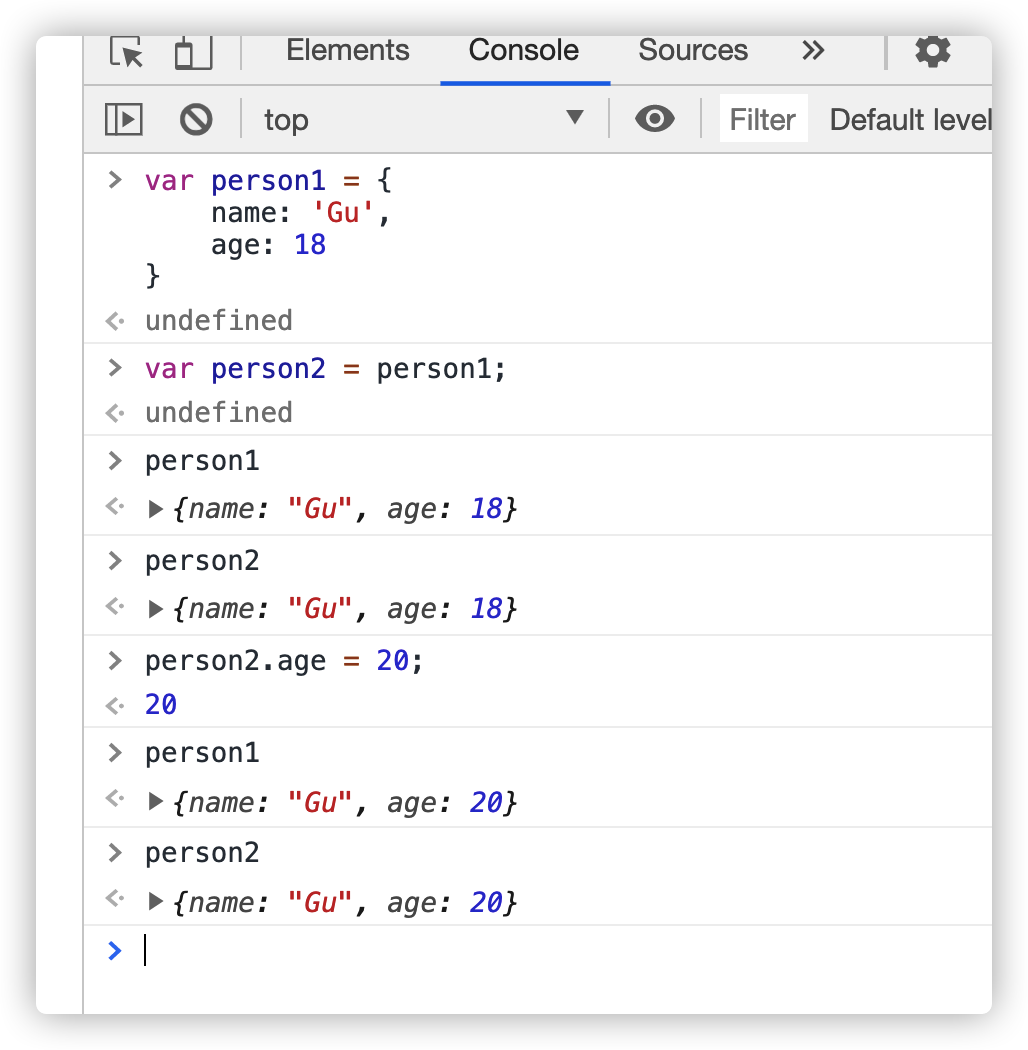 Elements Console Sources »
top ▼ Filter Default level
> var person1 = {
name: 'Gu',
age: 18
}
undefined
> var person2 = person1;
undefined
> person1
▶ {name: "Gu", age: 18}
> person2
▶ {name: "Gu", age: 18}
> person2.age = 20;
20
> person1
▶ {name: "Gu", age: 20}
> person2
▶ {name: "Gu", age: 20}
>